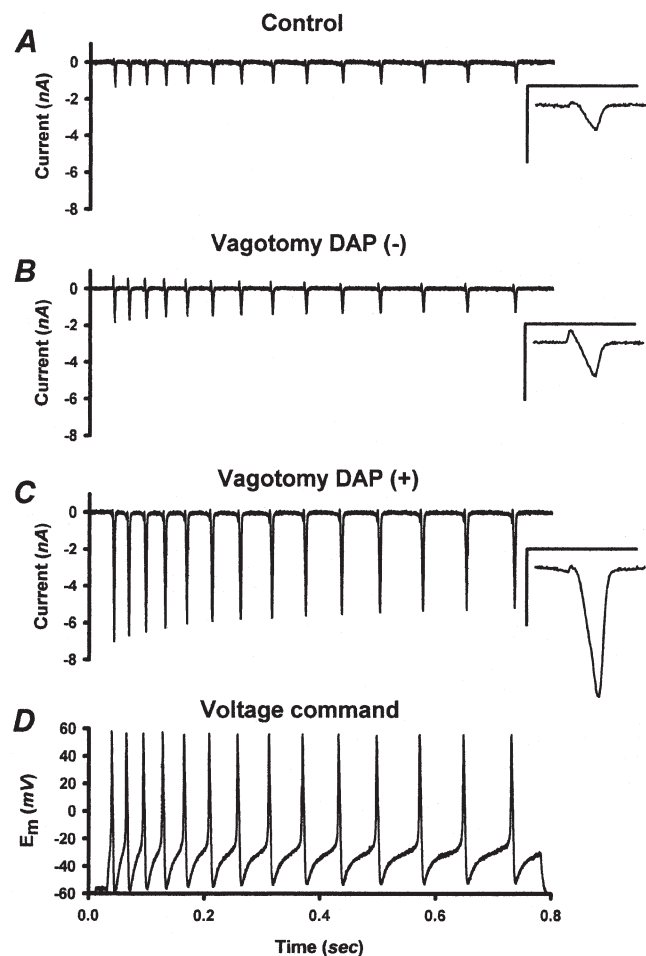 Control
A
0
-2
-4
-6
-8
Current (nA)
Vagotomy DAP (-)
B
0
-2
-4
-6
-8
Current (nA)
Vagotomy DAP (+)
C
0
-2
-4
-6
-8
Current (nA)
Voltage command
D
60
40
20
0
-20
-40
-60
Em (mV)
0.0 0.2 0.4 0.6 0.8
Time (sec)